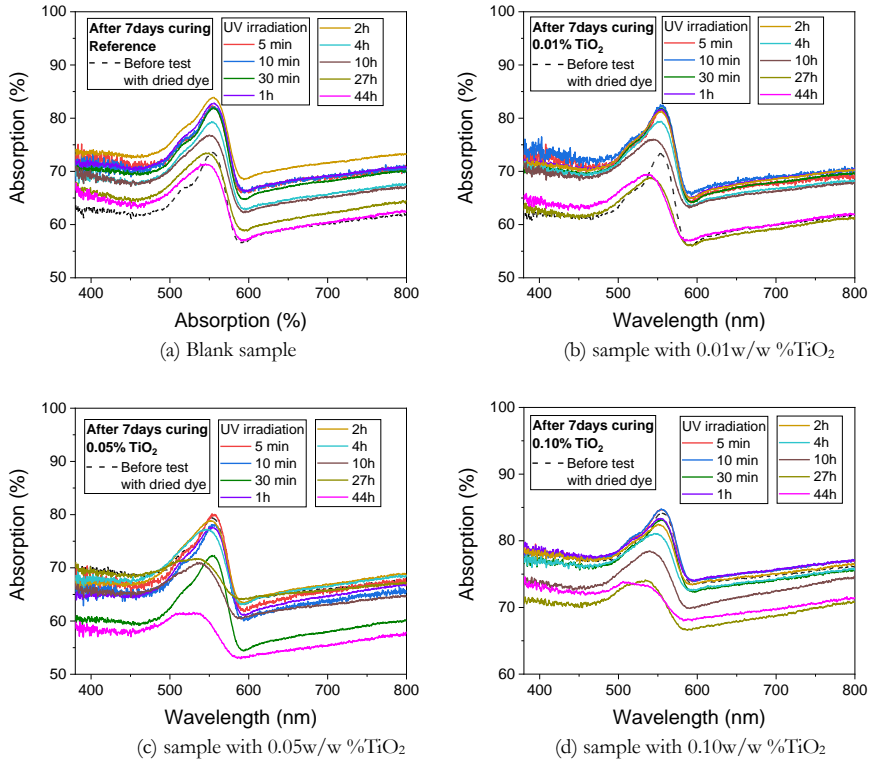 After 7days curing
Reference
Before test
with dried dye
UV irradiation
5 min
10 min
30 min
1h
2h
4h
10h
27h
44h
Absorption (%)
100
90
80
70
60
50
400 500 600 700 800
Absorption (%)
(a) Blank sample
After 7days curing
0.01% TiO₂
Before test
with dried dye
UV irradiation
5 min
10 min
30 min
1h
2h
4h
10h
27h
44h
Absorption (%)
100
90
80
70
60
50
400 500 600 700 800
Wavelength (nm)
(b) sample with 0.01w/w %TiO₂
After 7days curing
0.05% TiO₂
Before test
with dried dye
UV irradiation
5 min
10 min
30 min
1h
2h
4h
10h
27h
44h
Absorption (%)
100
90
80
70
60
50
400 500 600 700 800
Wavelength (nm)
(c) sample with 0.05w/w %TiO₂
After 7days curing
0.10% TiO₂
Before test
with dried dye
UV irradiation
5 min
10 min
30 min
1h
2h
4h
10h
27h
44h
Absorption (%)
100
90
80
70
60
400 500 600 700 800
Wavelength (nm)
(d) sample with 0.10w/w %TiO₂